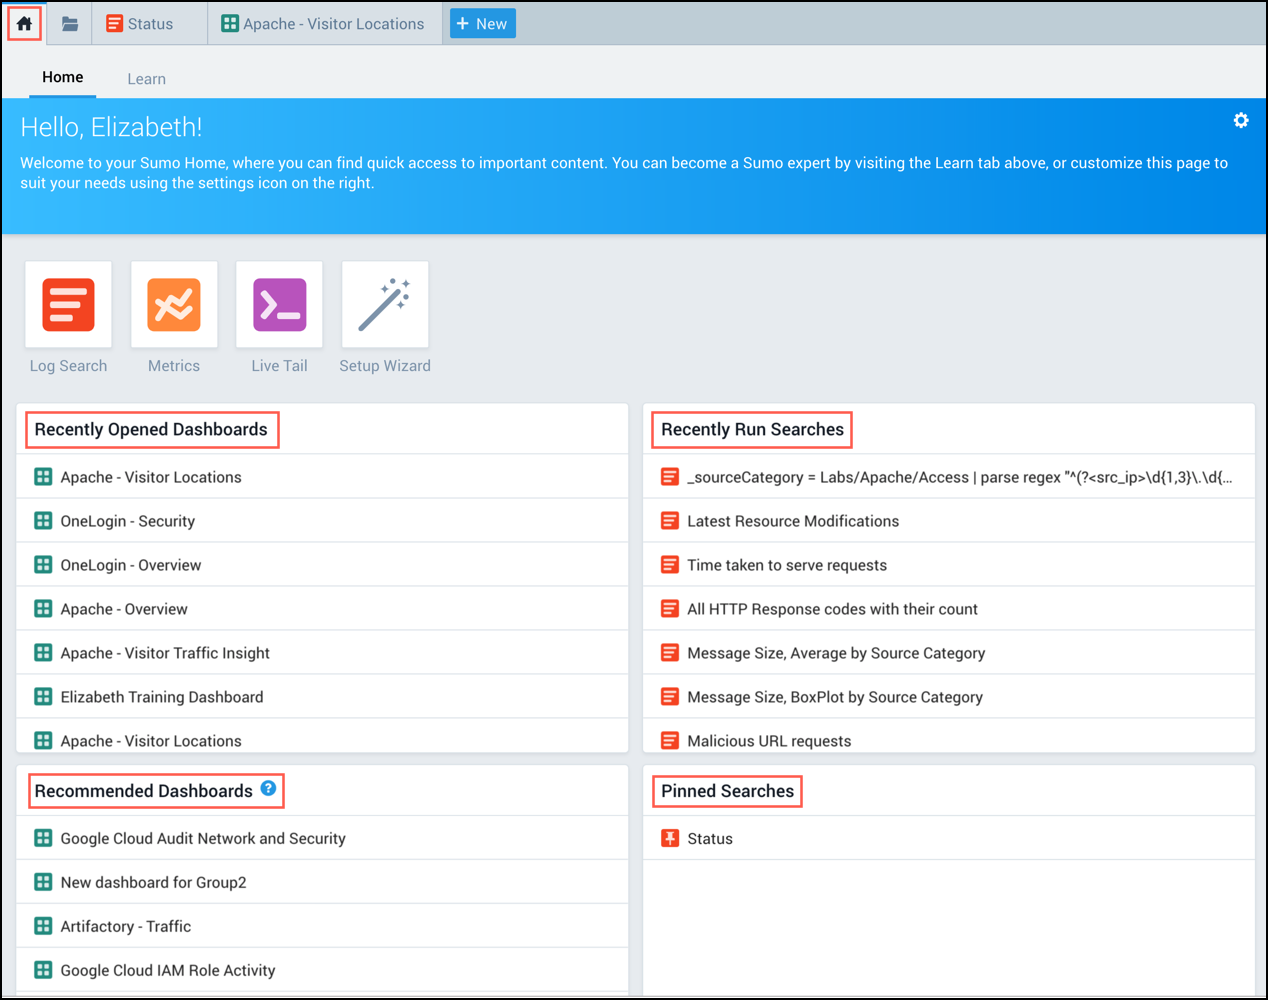 Status
Apache - Visitor Locations
+ New
Home
Learn
Hello, Elizabeth!
Welcome to your Sumo Home, where you can find quick access to important content. You can become a Sumo expert by visiting the Learn tab above, or customize this page to
suit your needs using the settings icon on the right.
Log Search
Metrics
Live Tail
Setup Wizard
Recently Opened Dashboards
Apache - Visitor Locations
OneLogin - Security
OneLogin - Overview
Apache - Overview
Apache - Visitor Traffic Insight
Elizabeth Training Dashboard
Apache - Visitor Locations
Recently Run Searches
_sourceCategory = Labs/Apache/Access | parse regex "^(?<src_ip>\d{1,3}\.\d{...
Latest Resource Modifications
Time taken to serve requests
All HTTP Response codes with their count
Message Size, Average by Source Category
Message Size, BoxPlot by Source Category
Malicious URL requests
Recommended Dashboards ?
Google Cloud Audit Network and Security
New dashboard for Group2
Artifactory - Traffic
Google Cloud IAM Role Activity
Pinned Searches
Status